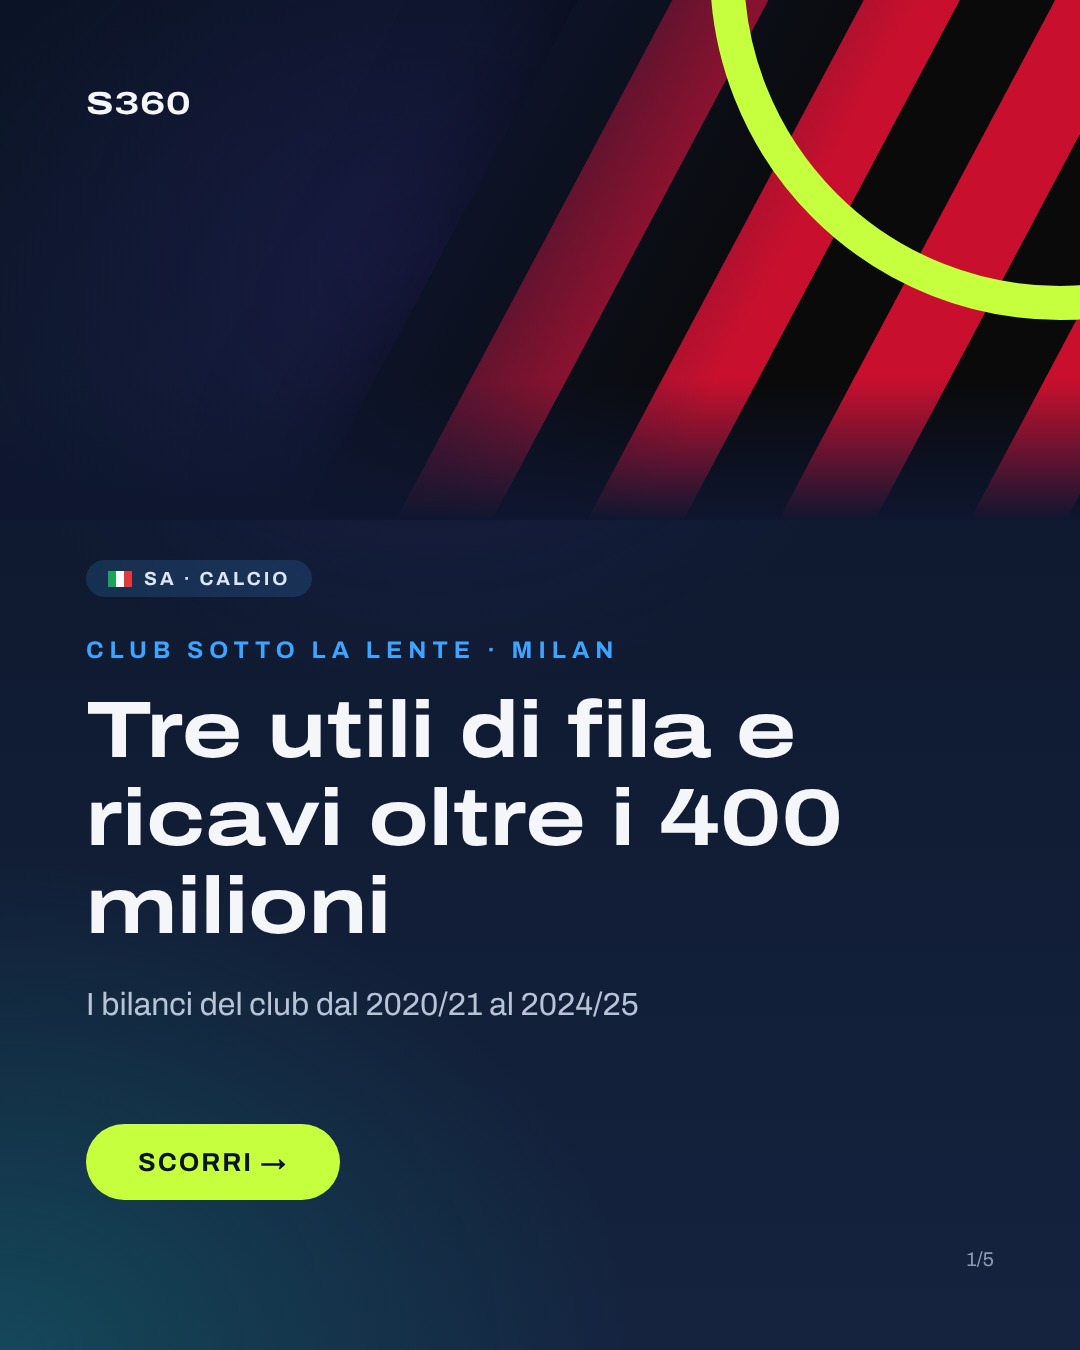 S360
SA · CALCIO
CLUB SOTTO LA LENTE · MILAN
Tre utili di fila e
ricavi oltre i 400
milioni
I bilanci del club dal 2020/21 al 2024/25
SCORRI →
1/5